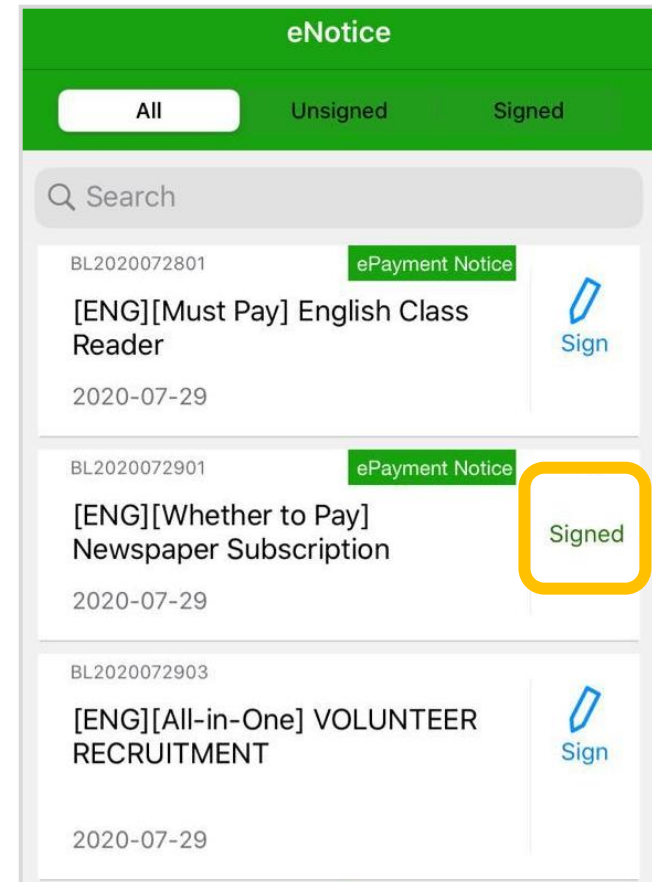 eNotice
All Unsigned Signed
Search
BL2020072801 ePayment Notice
[ENG][Must Pay] English Class
Reader
Sign
2020-07-29
BL2020072901 ePayment Notice
[ENG][Whether to Pay]
Newspaper Subscription
Signed
2020-07-29
BL2020072903
[ENG][All-in-One] VOLUNTEER
RECRUITMENT
Sign
2020-07-29